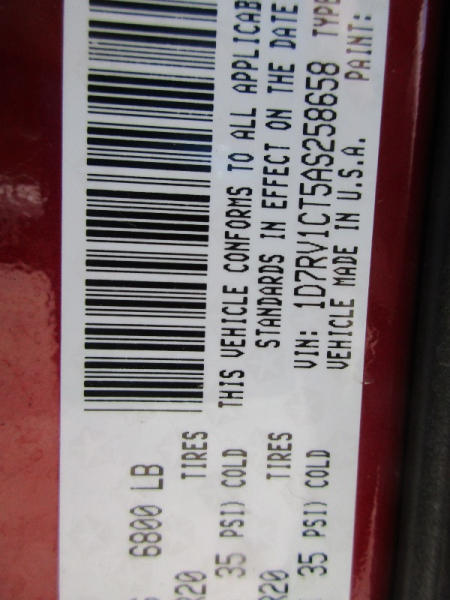 6800 LB
TIRES
35 PSI) COLD
THIS VEHICLE CONFORMS TO ALL
STANDARDS IN EFFECT ON THE DATE
R20
TIRES
VIN: 1D7RV1CT5AS258658 TYPE
35 PSI) COLD
VEHICLE MADE IN U.S.A. PAINT: